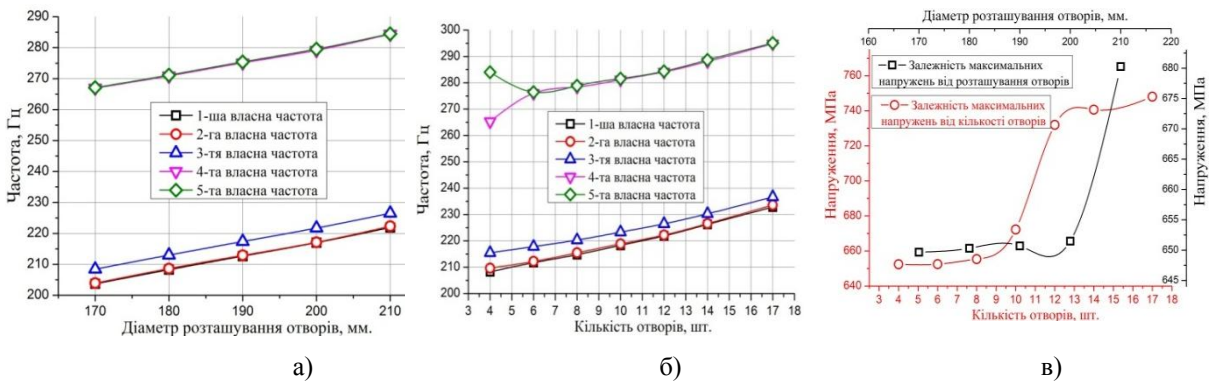 290
280
270
260
250
240
230
220
210
200
Частота, Гц
1-ша власна частота
2-га власна частота
3-тя власна частота
4-та власна частота
5-та власна частота
170 180 190 200 210
Діаметр розташування отворів, мм.
а)
300
290
280
270
260
250
240
230
220
210
200
Частота, Гц
1-ша власна частота
2-га власна частота
3-тя власна частота
4-та власна частота
5-та власна частота
3 4 5 6 7 8 9 10 11 12 13 14 15 16 17 18
Кількість отворів, шт.
б)
Діаметр розташування отворів, мм.
160 170 180 190 200 210 220
760
740
720
700
680
660
640
Напруження, МПа
Залежність максимальних
напружень від розташування отворів
Залежність максимальних
напружень від кількості отворів
680
675
670
665
660
655
650
645
Напруження, МПа
3 4 5 6 7 8 9 10 11 12 13 14 15 16 17 18
Кількість отворів, шт.
в)